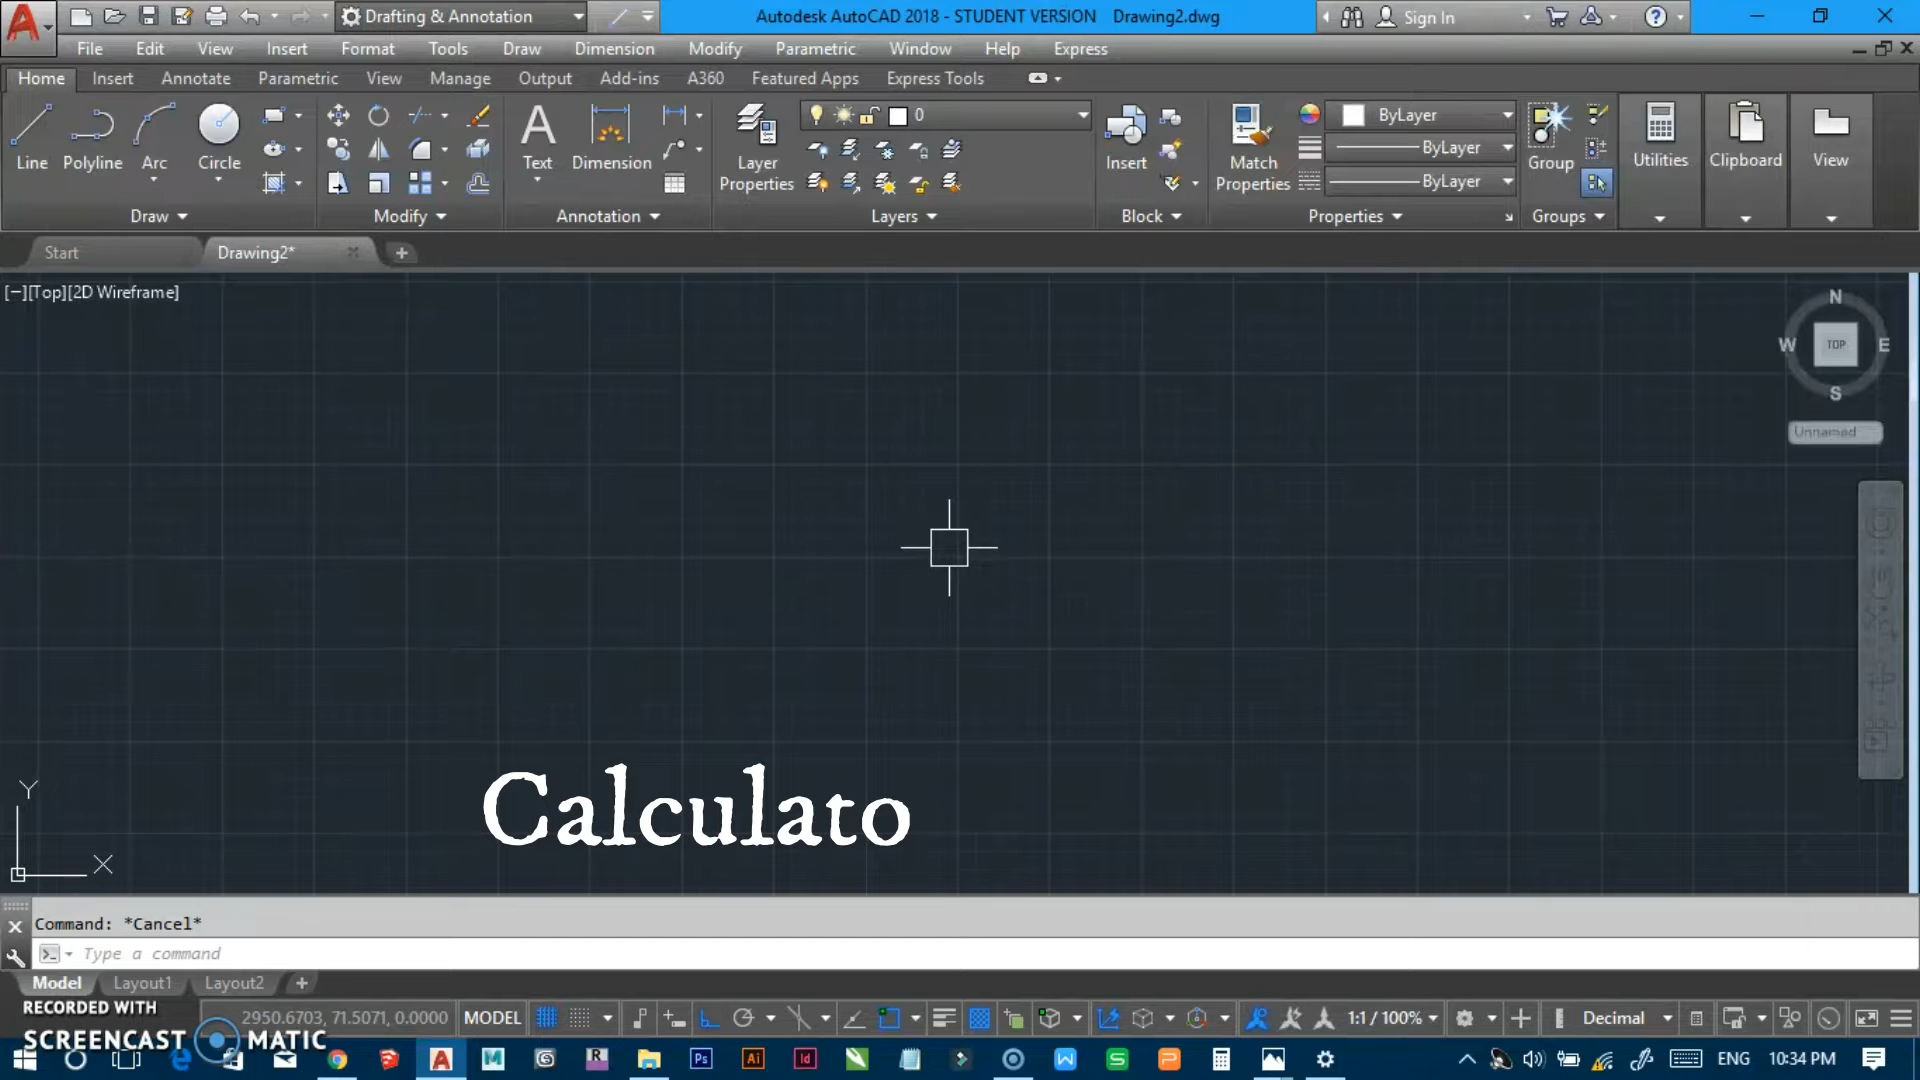 Drafting & Annotation
Autodesk AutoCAD 2018 - STUDENT VERSION Drawing2.dwg
Sign In
File Edit View Insert Format Tools Draw Dimension Modify Parametric Window Help Express
Home Insert Annotate Parametric View Manage Output Add-ins A360 Featured Apps Express Tools
0 ByLayer
ByLayer
Line Polyline Arc Circle Text Dimension Layer Properties Insert Match Properties Group Utilities Clipboard View
ByLayer
Draw Modify Annotation Layers Block Properties Groups
Start Drawing2*
[−][Top][2D Wireframe]
N
W TOP E
S
Unnamed
Y
X
Calculato
Command: *Cancel*
Type a command
Model Layout1 Layout2
RECORDED WITH
SCREENCAST MATIC
2950.6703, 71.5071, 0.0000 MODEL 1:1 / 100% Decimal
Ps Ai Id
ENG 10:34 PM